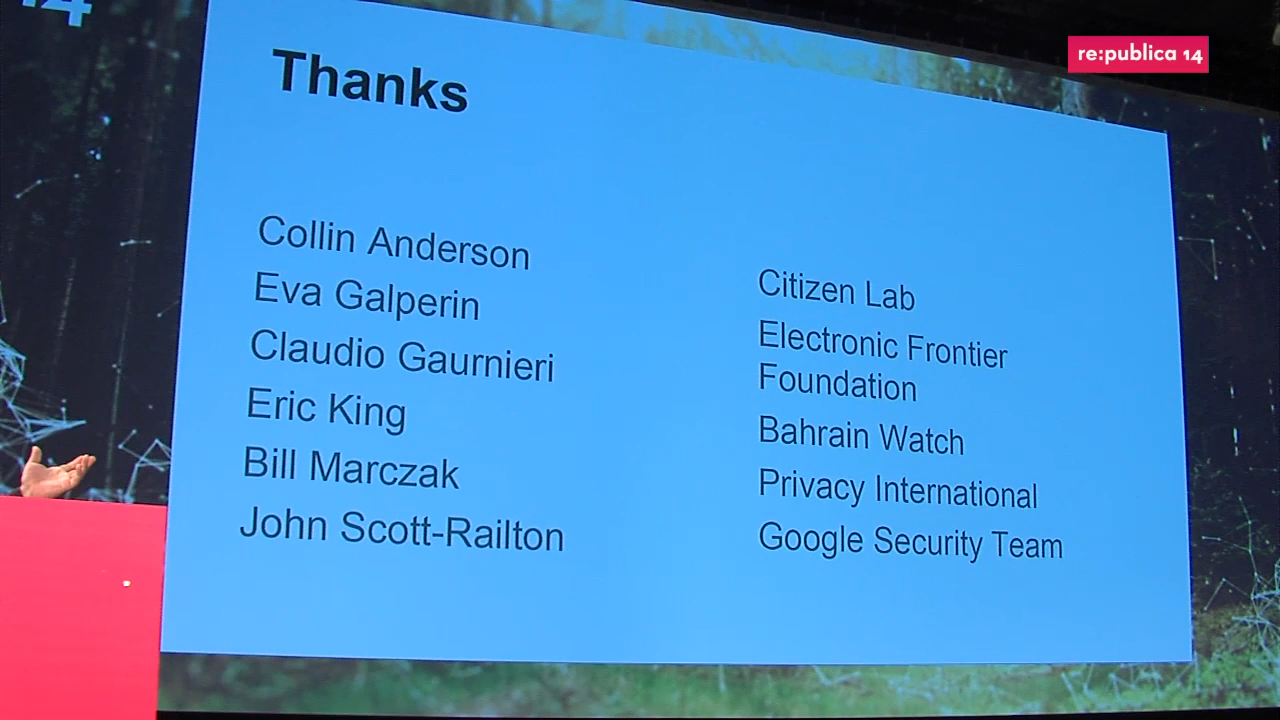 14
re:publica 14
Thanks
Collin Anderson
Eva Galperin
Claudio Gaurnieri
Eric King
Bill Marczak
John Scott-Railton
Citizen Lab
Electronic Frontier
Foundation
Bahrain Watch
Privacy International
Google Security Team